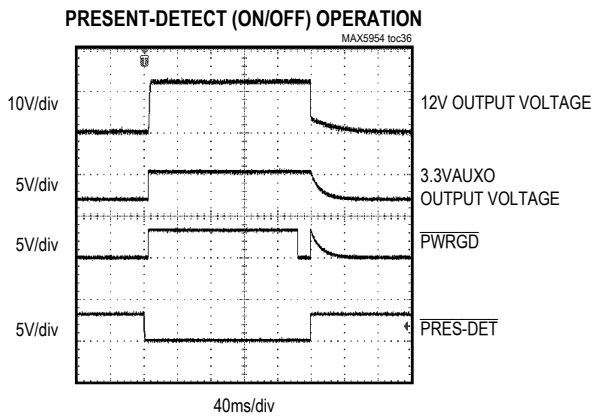 PRESENT-DETECT (ON/OFF) OPERATION
MAX5954 toc36
10V/div
12V OUTPUT VOLTAGE
5V/div
3.3VAUXO
OUTPUT VOLTAGE
5V/div
PWRGD
5V/div
PRES-DET
40ms/div